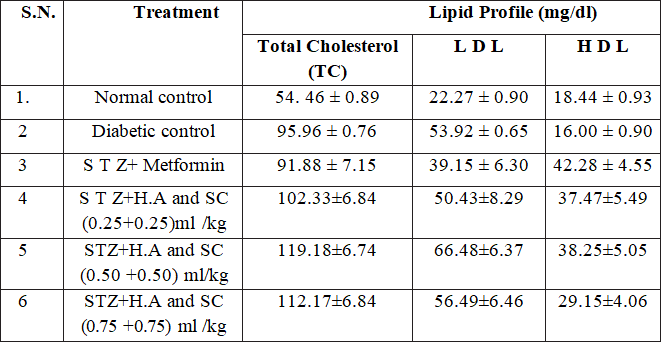 S.N. Treatment Lipid Profile (mg/dl)
Total Cholesterol (TC) L D L H D L
1. Normal control 54. 46 ± 0.89 22.27 ± 0.90 18.44 ± 0.93
2 Diabetic control 95.96 ± 0.76 53.92 ± 0.65 16.00 ± 0.90
3 S T Z+ Metformin 91.88 ± 7.15 39.15 ± 6.30 42.28 ± 4.55
4 S T Z+H.A and SC 102.33±6.84 50.43±8.29 37.47±5.49
(0.25+0.25)ml /kg
5 STZ+H.A and SC 119.18±6.74 66.48±6.37 38.25±5.05
(0.50 +0.50) ml/kg
6 STZ+H.A and SC 112.17±6.84 56.49±6.46 29.15±4.06
(0.75 +0.75) ml /kg